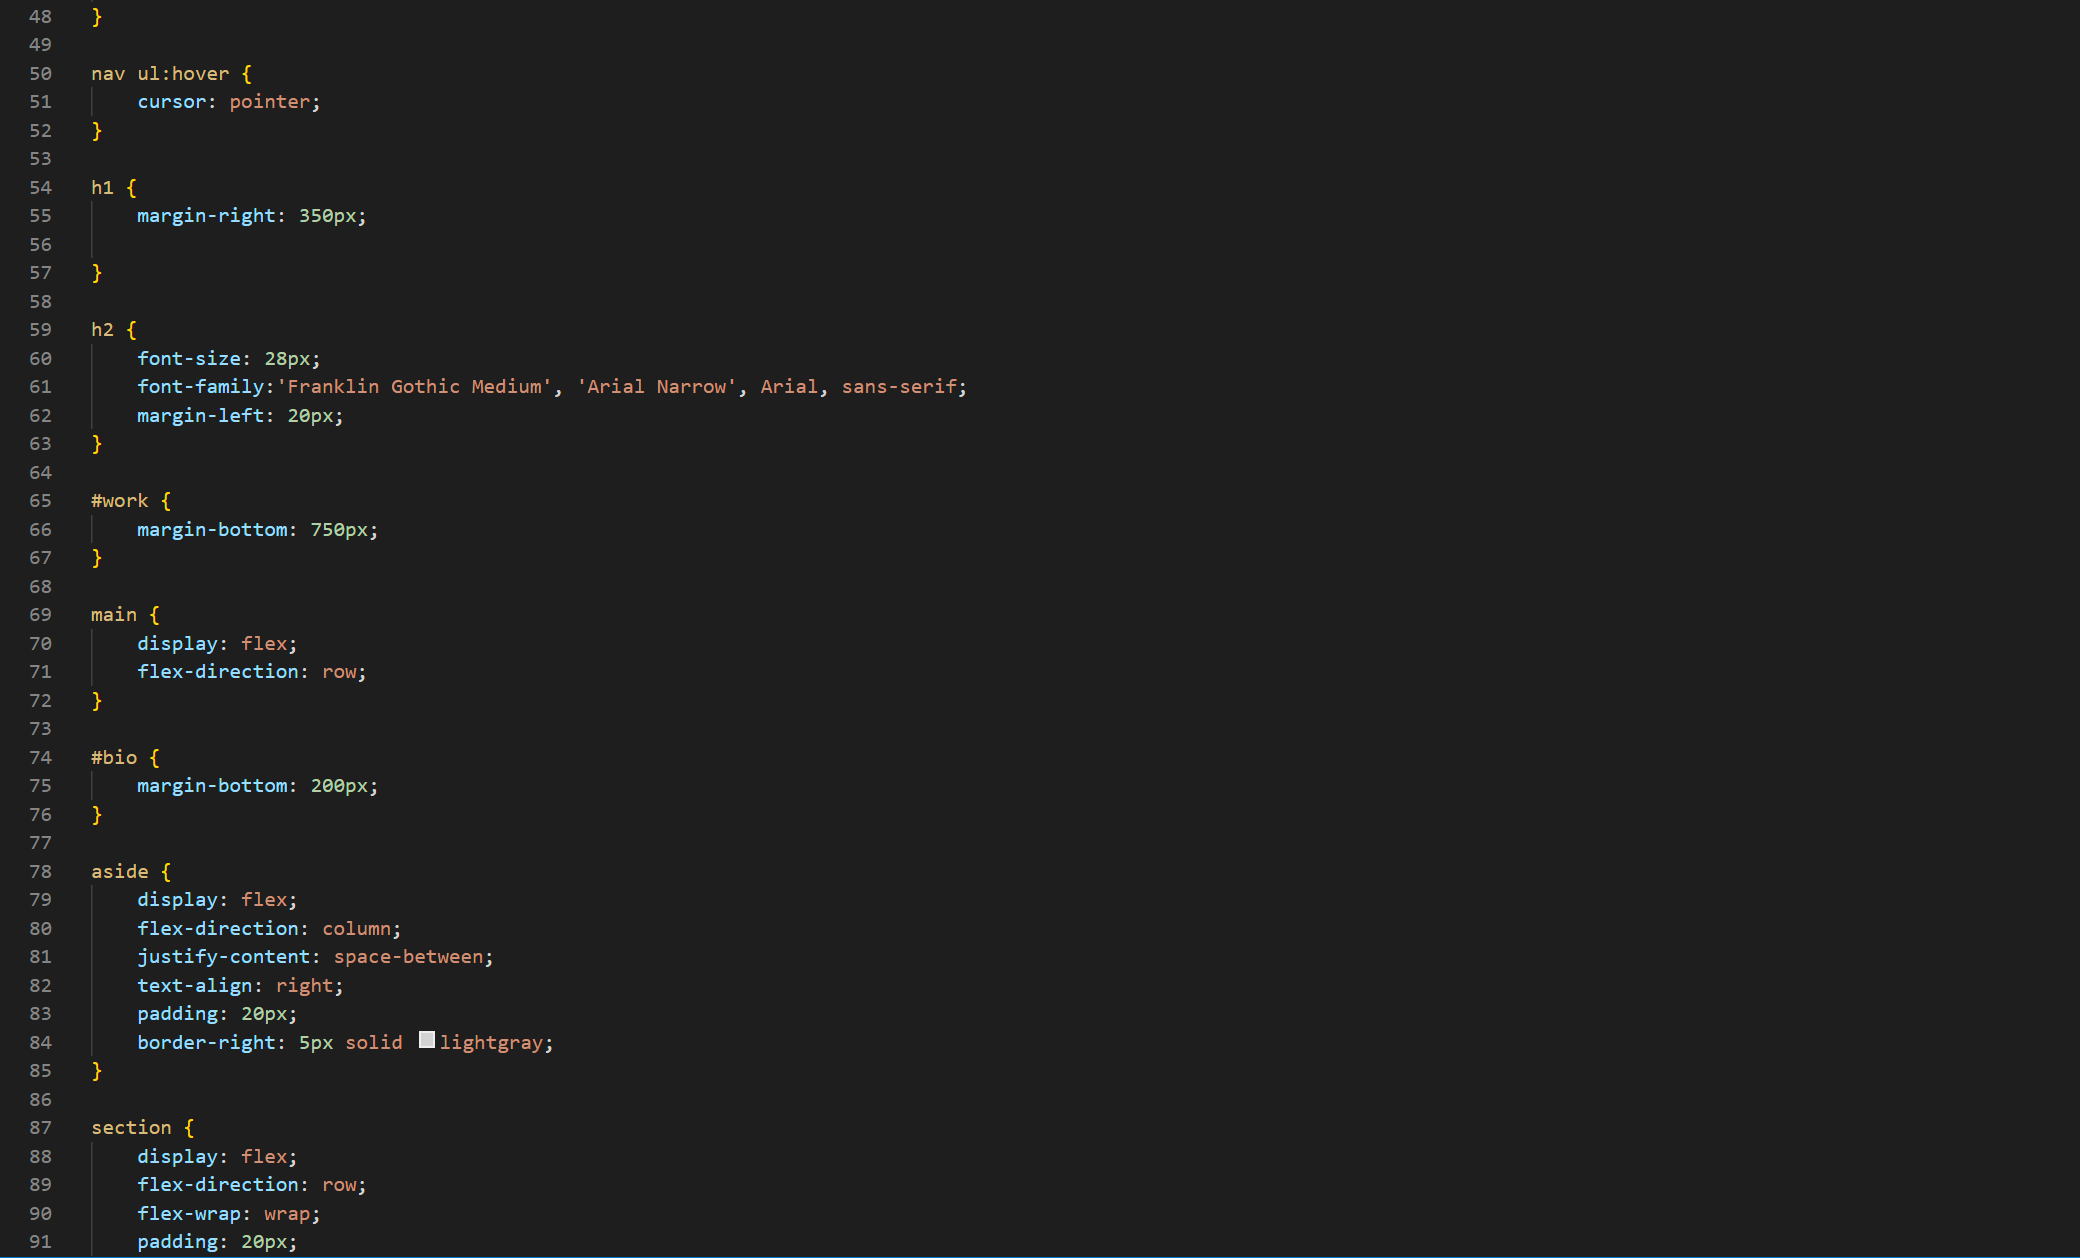 48 }
49
50 nav ul:hover {
51     cursor: pointer;
52 }
53
54 h1 {
55     margin-right: 350px;
56
57 }
58
59 h2 {
60     font-size: 28px;
61     font-family:'Franklin Gothic Medium', 'Arial Narrow', Arial, sans-serif;
62     margin-left: 20px;
63 }
64
65 #work {
66     margin-bottom: 750px;
67 }
68
69 main {
70     display: flex;
71     flex-direction: row;
72 }
73
74 #bio {
75     margin-bottom: 200px;
76 }
77
78 aside {
79     display: flex;
80     flex-direction: column;
81     justify-content: space-between;
82     text-align: right;
83     padding: 20px;
84     border-right: 5px solid lightgray;
85 }
86
87 section {
88     display: flex;
89     flex-direction: row;
90     flex-wrap: wrap;
91     padding: 20px;